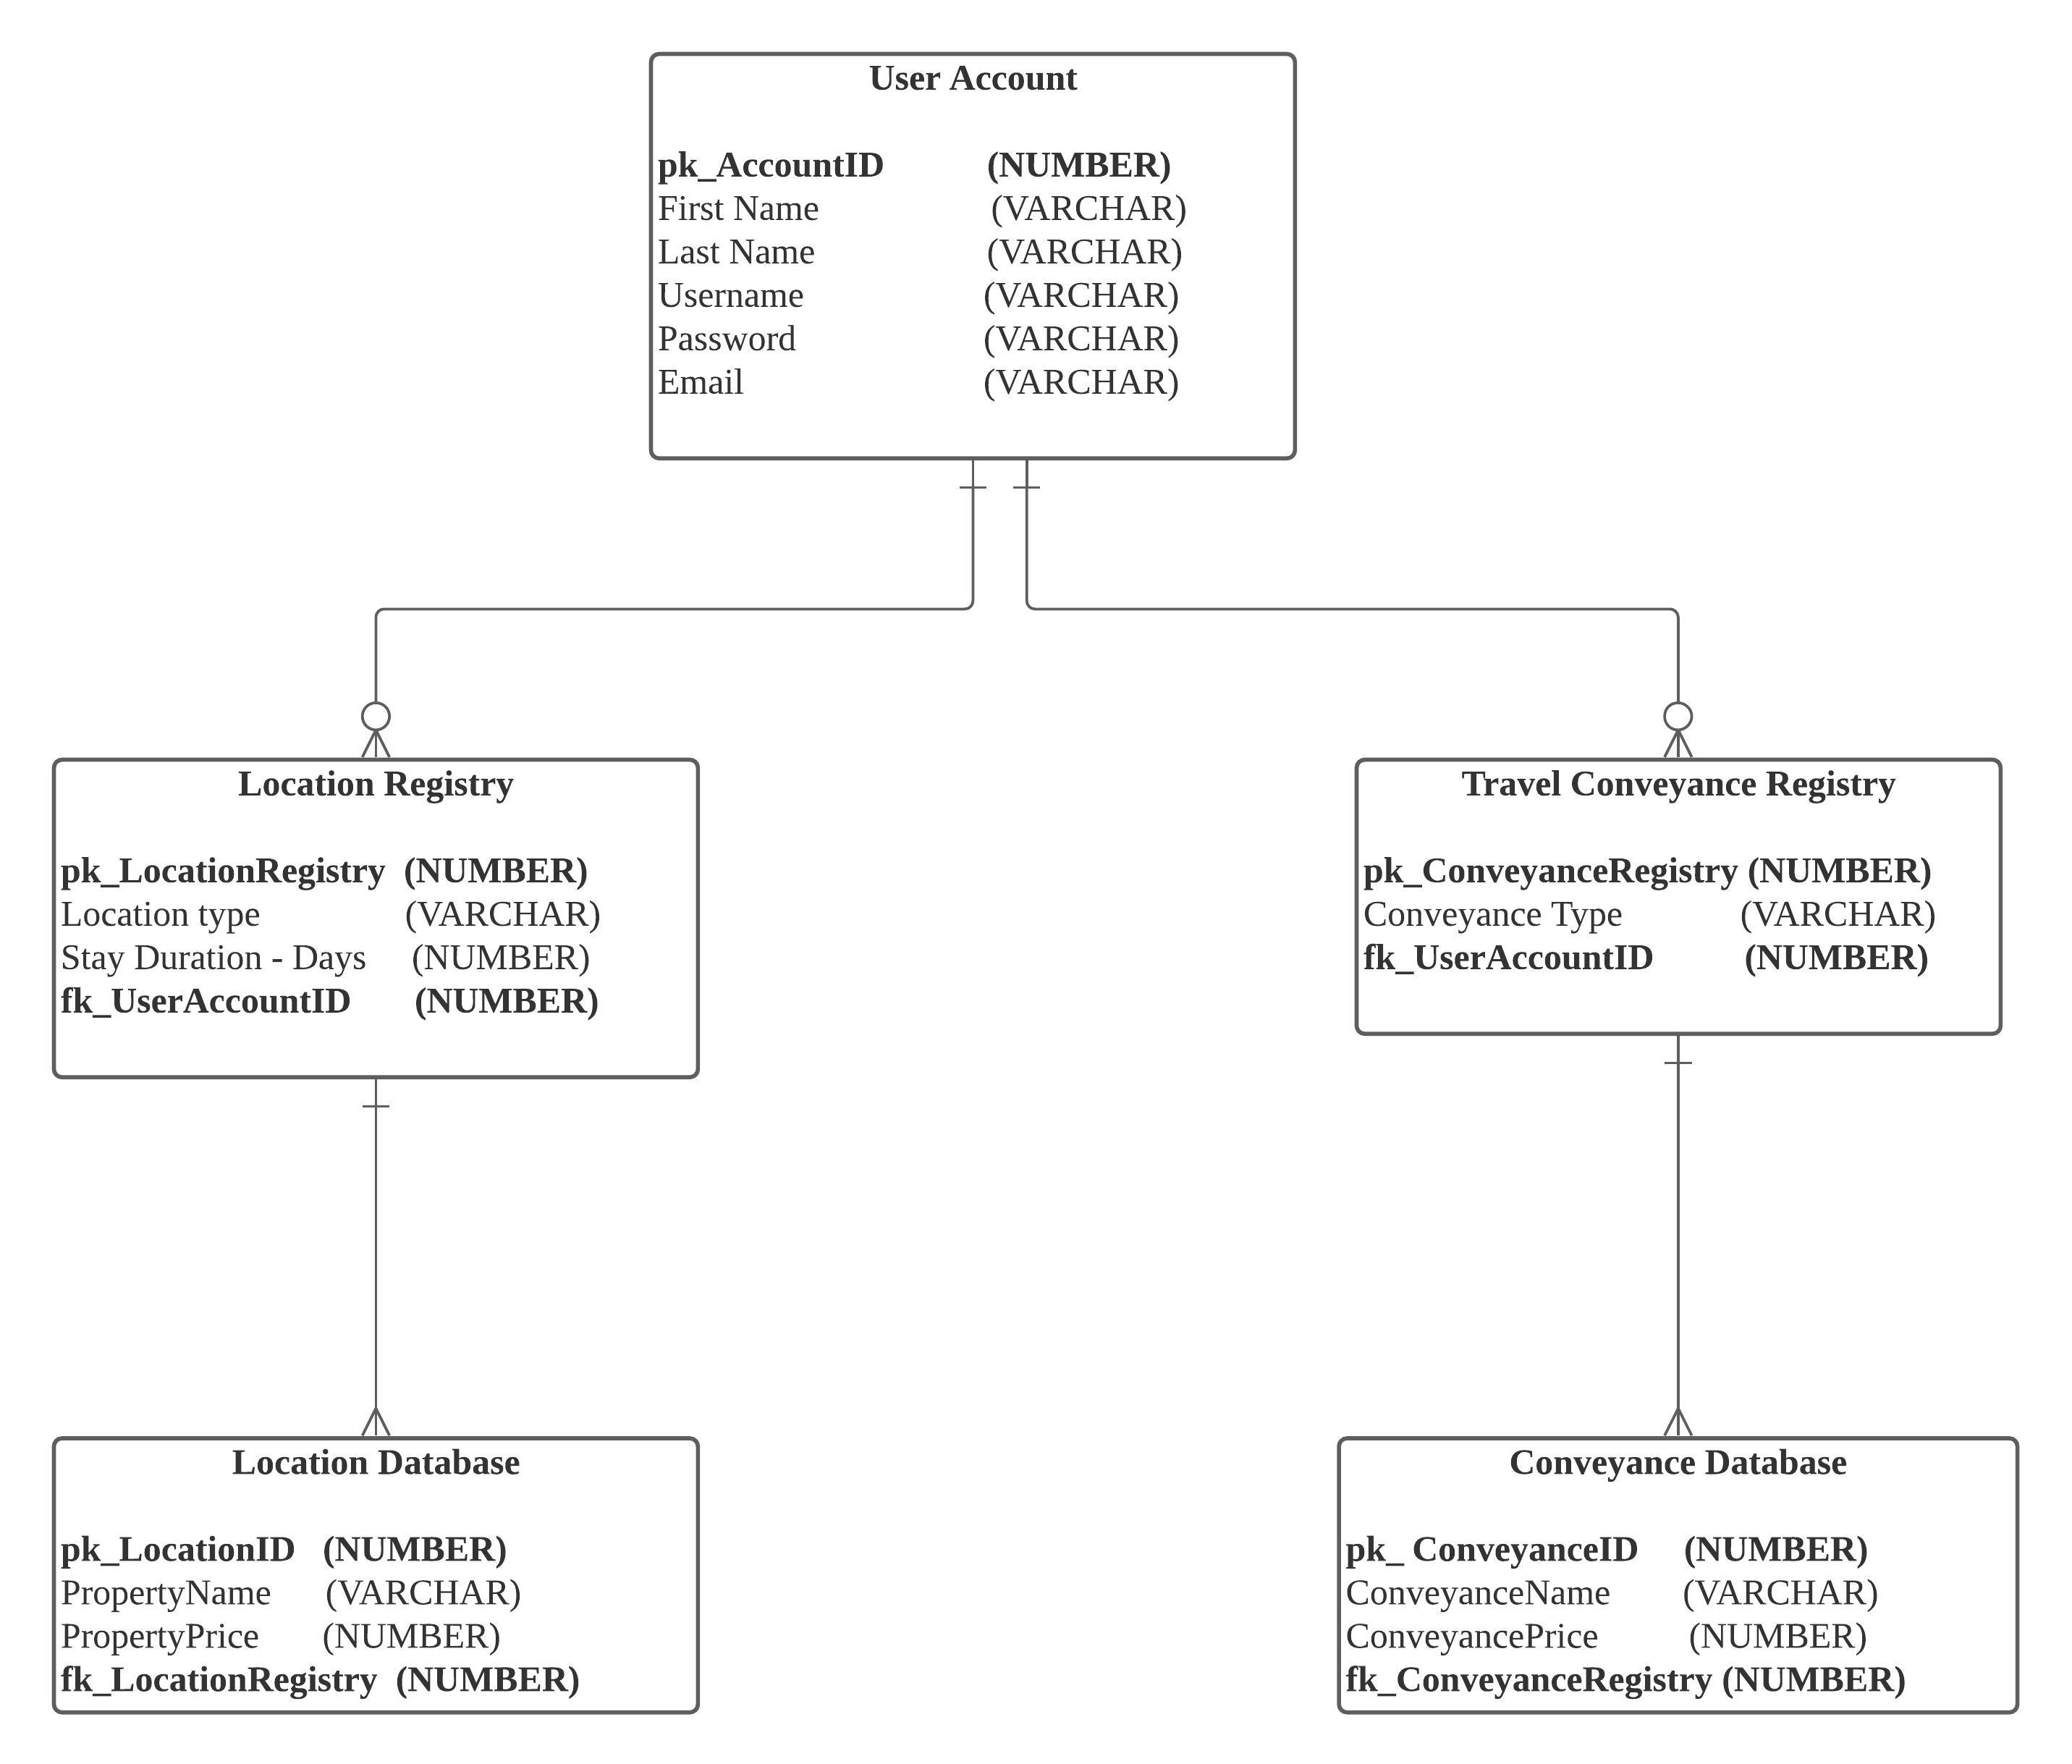 User Account
pk_AccountID (NUMBER)
First Name (VARCHAR)
Last Name (VARCHAR)
Username (VARCHAR)
Password (VARCHAR)
Email (VARCHAR)
Location Registry
pk_LocationRegistry (NUMBER)
Location type (VARCHAR)
Stay Duration - Days (NUMBER)
fk_UserAccountID (NUMBER)
Travel Conveyance Registry
pk_ConveyanceRegistry (NUMBER)
Conveyance Type (VARCHAR)
fk_UserAccountID (NUMBER)
Location Database
pk_LocationID (NUMBER)
PropertyName (VARCHAR)
PropertyPrice (NUMBER)
fk_LocationRegistry (NUMBER)
Conveyance Database
pk_ ConveyanceID (NUMBER)
ConveyanceName (VARCHAR)
ConveyancePrice (NUMBER)
fk_ConveyanceRegistry (NUMBER)